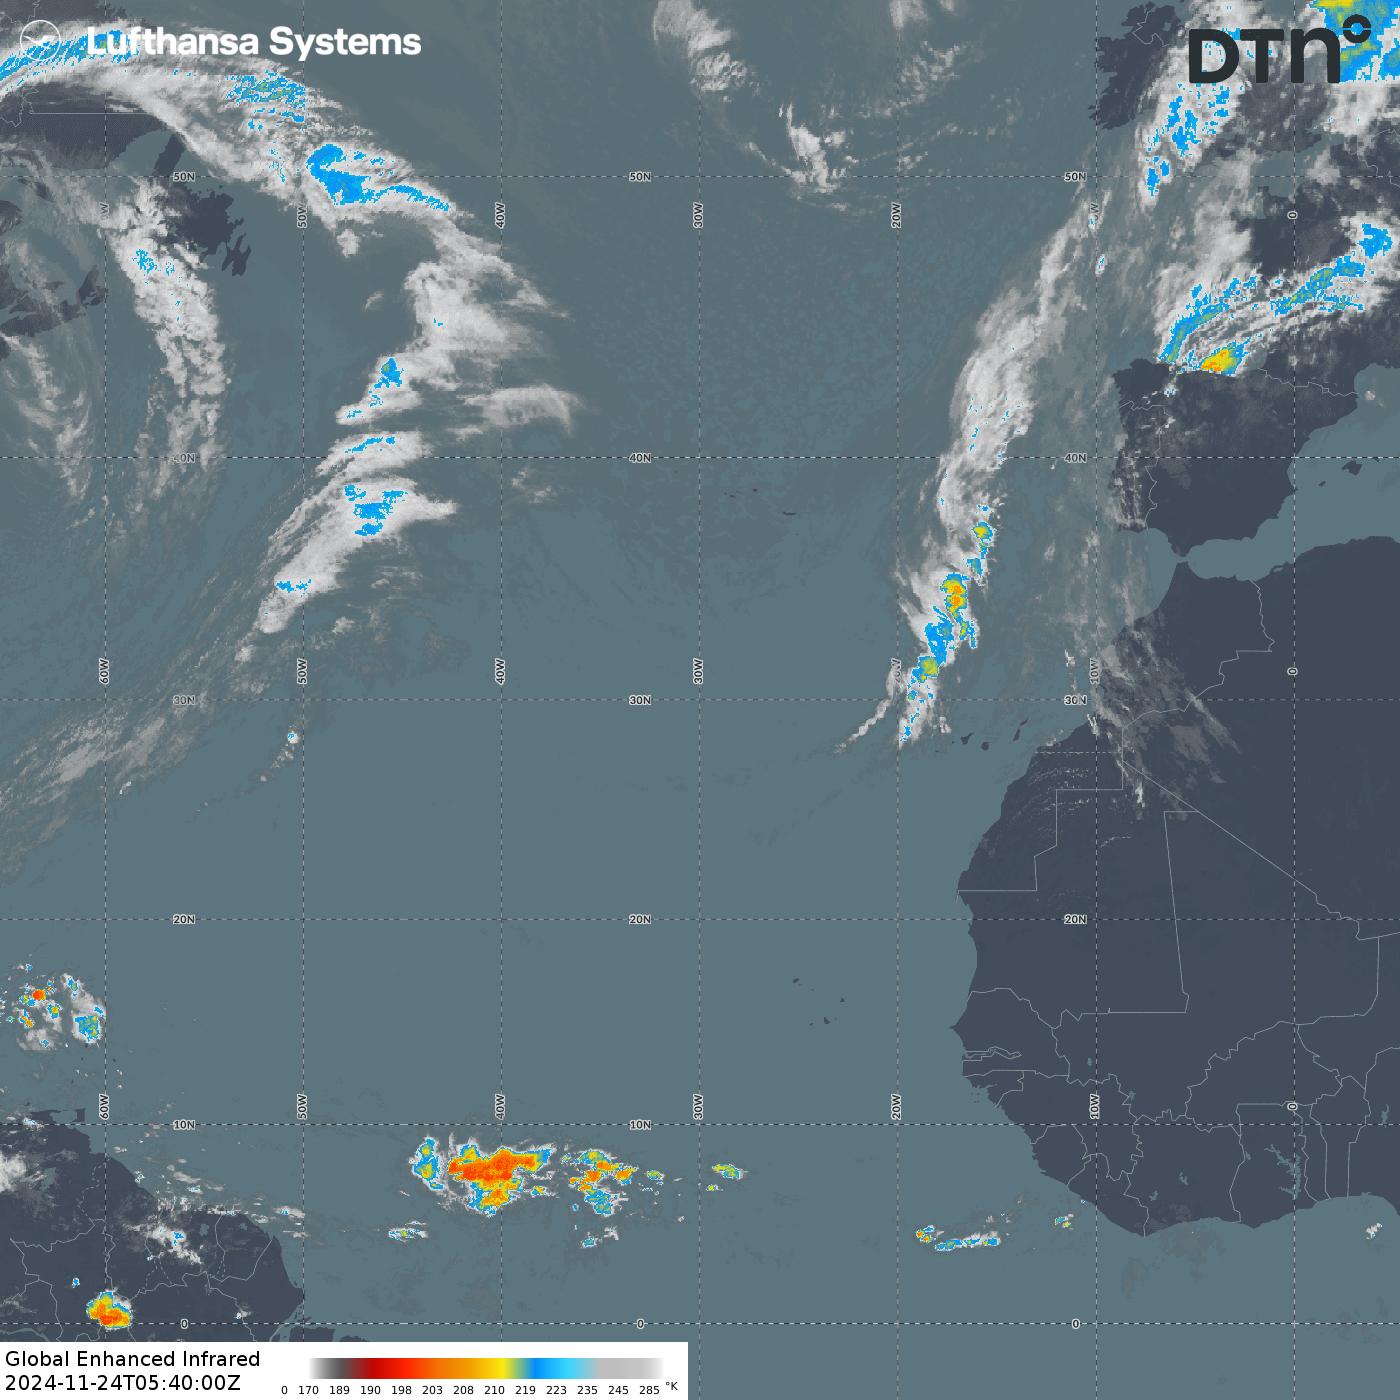 Lufthansa Systems
DTN
50N 50N 50N
W 50W 40W 30W 20W W 0
40N 40N 40N
60W 50W 40W 30W 10W 0
30N 30N 30N
20N 20N 20N
60W 50W 40W 30W 20W 10W 0
10N 10N 10N
0 0 0
Global Enhanced Infrared
2024-11-24T05:40:00Z
0 170 189 190 198 203 208 210 219 223 235 245 285 °K